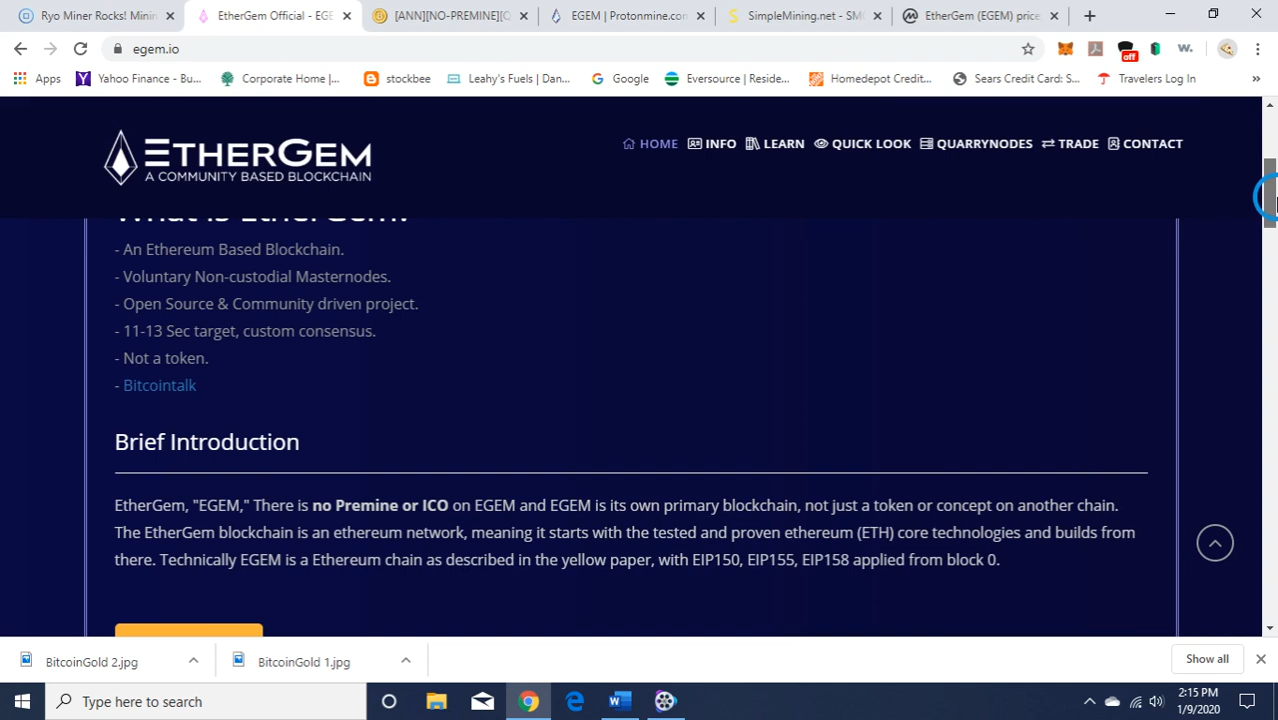 Ryo Miner Rocks! Minin
EtherGem Official - EGE
[ANN][NO-PREMINE][O
EGEM | Protonmine.co
SimpleMining.net - SMO
EtherGem (EGEM) price
egem.io
off
Apps
Yahoo Finance - Bu...
Corporate Home |...
stockbee
Leahy's Fuels | Dan...
Google
Eversource | Reside...
Homedepot Credit...
Sears Credit Card: S...
Travelers Log In
ETHERGEM
A COMMUNITY BASED BLOCKCHAIN
HOME
INFO
LEARN
QUICK LOOK
QUARRYNODES
TRADE
CONTACT
What is EtherGem?
- An Ethereum Based Blockchain.
- Voluntary Non-custodial Masternodes.
- Open Source & Community driven project.
- 11-13 Sec target, custom consensus.
- Not a token.
- Bitcointalk
Brief Introduction
EtherGem, "EGEM," There is no Premine or ICO on EGEM and EGEM is its own primary blockchain, not just a token or concept on another chain.
The EtherGem blockchain is an ethereum network, meaning it starts with the tested and proven ethereum (ETH) core technologies and builds from
there. Technically EGEM is a Ethereum chain as described in the yellow paper, with EIP150, EIP155, EIP158 applied from block 0.
BitcoinGold 2.jpg
BitcoinGold 1.jpg
Show all
Type here to search
2:15 PM
1/9/2020